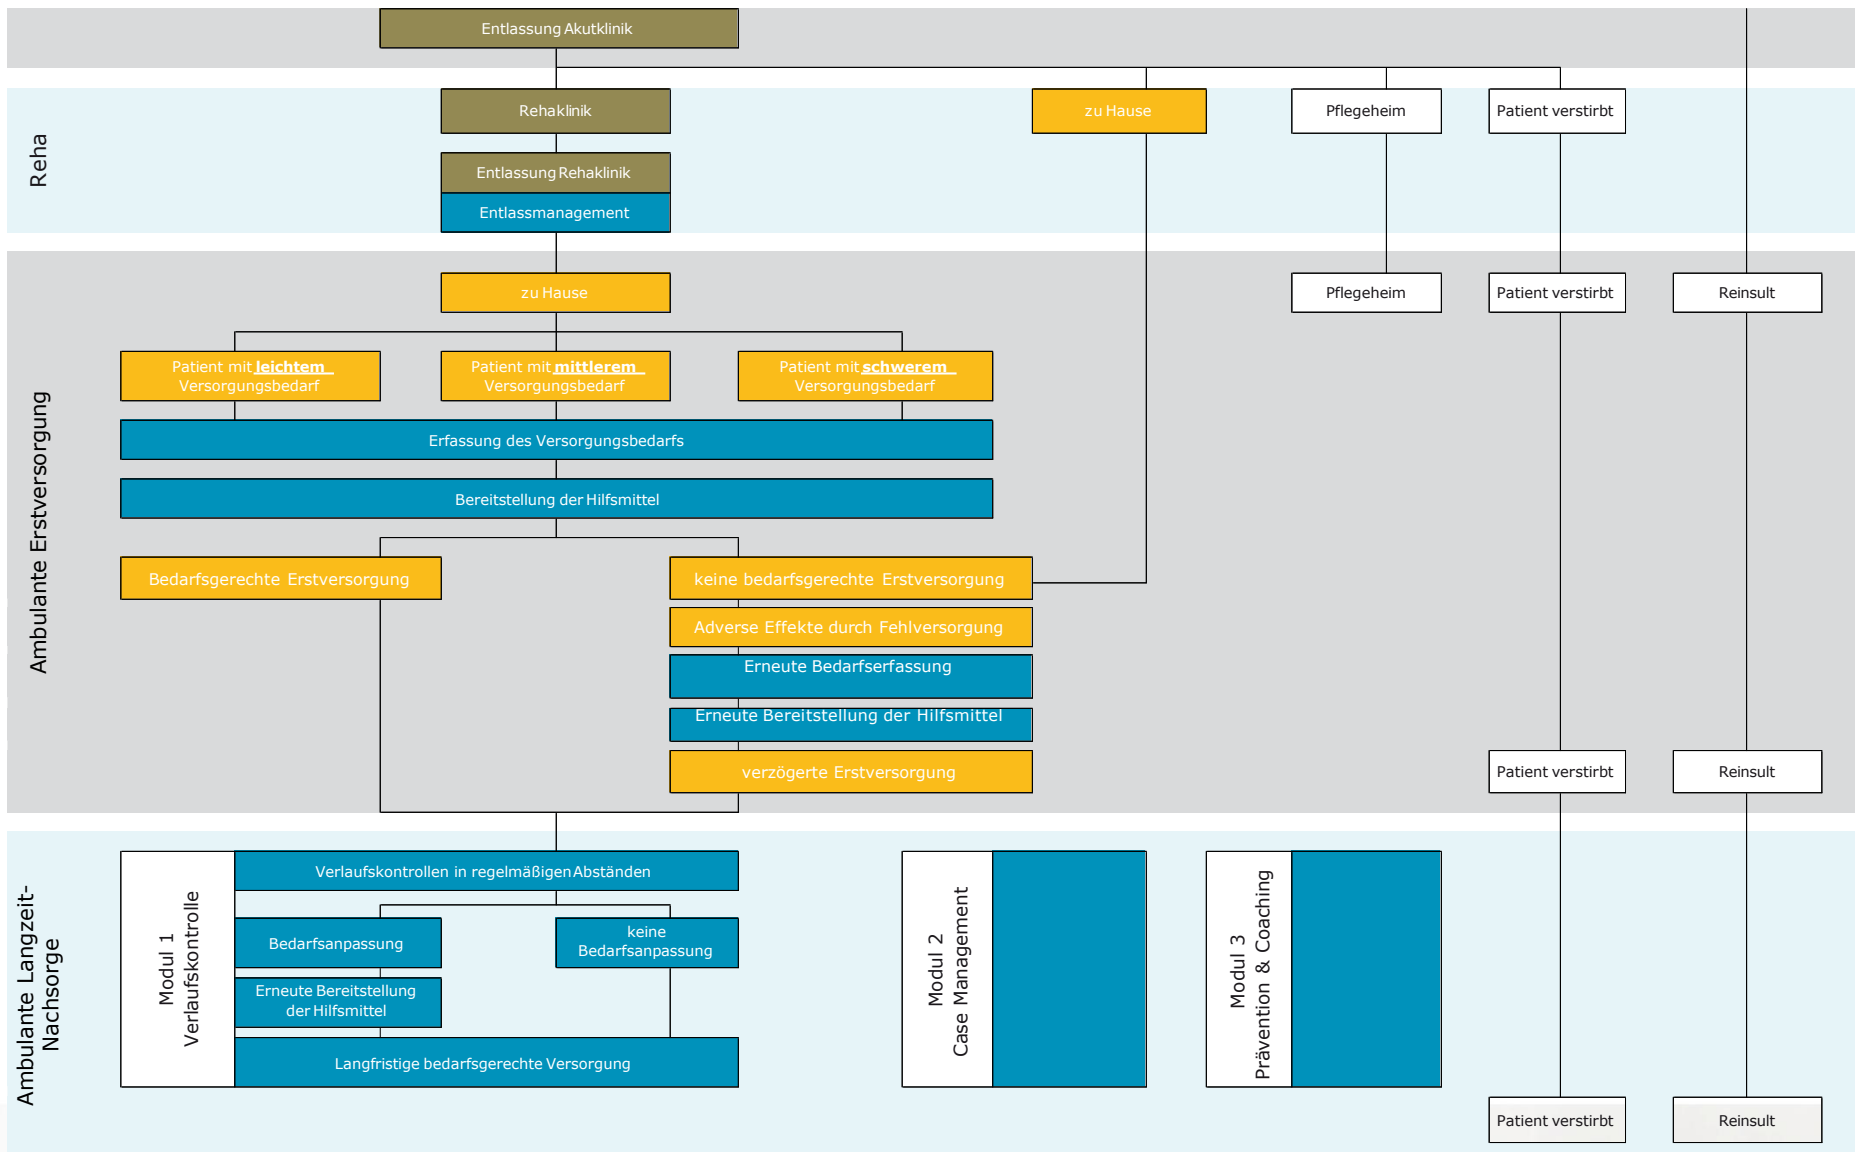 Entlassung Akutklinik
Reha
Rehaklinik
zu Hause
Pflegeheim
Patient verstirbt
Entlassung Rehaklinik
Entlassmanagement
Ambulante Erstversorgung
zu Hause
Pflegeheim
Patient verstirbt
Reinsult
Patient mit leichtem
Versorgungsbedarf
Patient mit mittlerem
Versorgungsbedarf
Patient mit schwerem
Versorgungsbedarf
Erfassung des Versorgungsbedarfs
Bereitstellung der Hilfsmittel
Bedarfsgerechte Erstversorgung
keine bedarfsgerechte Erstversorgung
Adverse Effekte durch Fehlversorgung
Erneute Bedarfserfassung
Erneute Bereitstellung der Hilfsmittel
verzögerte Erstversorgung
Patient verstirbt
Reinsult
Ambulante Langzeit-
Nachsorge
Modul 1
Verlaufskontrolle
Verlaufskontrollen in regelmäßigen Abständen
Bedarfsanpassung
keine
Bedarfsanpassung
Erneute Bereitstellung
der Hilfsmittel
Langfristige bedarfsgerechte Versorgung
Modul 2
Case Management
Modul 3
Prävention & Coaching
Patient verstirbt
Reinsult